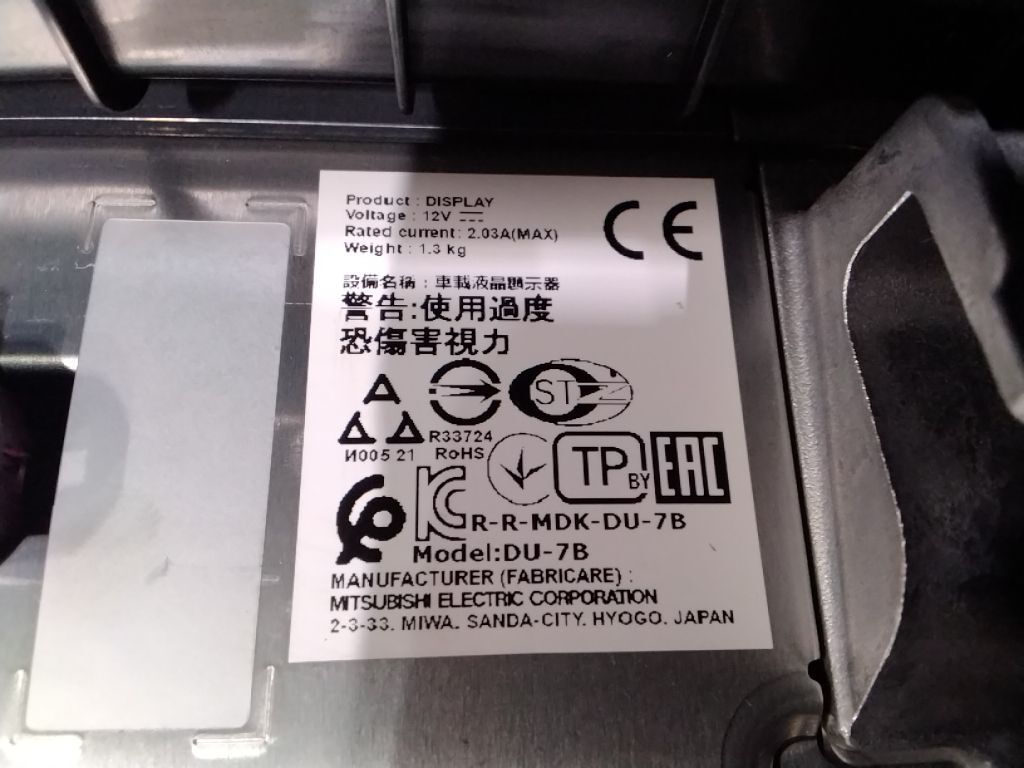 Product : DISPLAY
Voltage : 12V
Rated current: 2.03A(MAX)
Weight : 1.3 kg
CE
設備名稱：車載液晶顯示器
警告:使用過度
恐傷害視力
R33724
RoHS
И005 21
ST
TP BY
EAC
R-R-MDK-DU-7B
Model:DU-7B
MANUFACTURER (FABRICARE) :
MITSUBISHI ELECTRIC CORPORATION
2-3-33, MIWA, SANDA-CITY, HYOGO, JAPAN